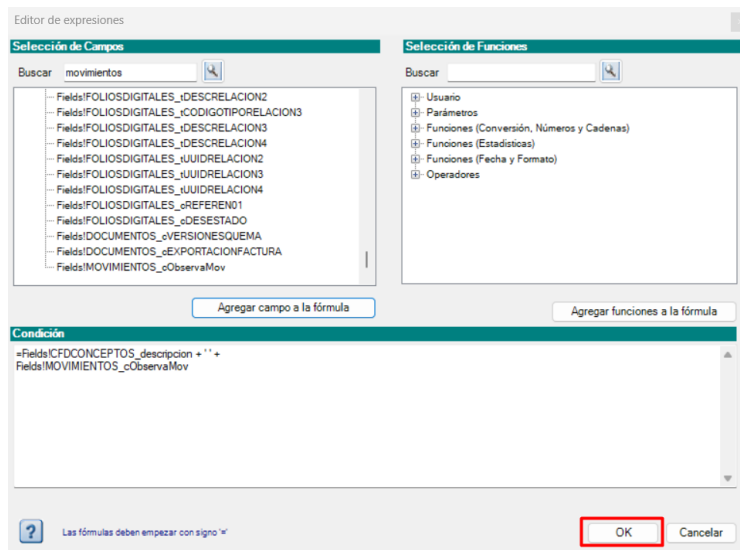 Editor de expresiones
Selección de Campos
Buscar movimientos
Fields!FOLIOSDIGITALES_tDESCRELACION2
Fields!FOLIOSDIGITALES_tCODIGOTIPORELACION3
Fields!FOLIOSDIGITALES_tDESCRELACION3
Fields!FOLIOSDIGITALES_tDESCRELACION4
Fields!FOLIOSDIGITALES_tUUIDRELACION2
Fields!FOLIOSDIGITALES_tUUIDRELACION3
Fields!FOLIOSDIGITALES_tUUIDRELACION4
Fields!FOLIOSDIGITALES_cREFEREN01
Fields!FOLIOSDIGITALES_cDESESTADO
Fields!DOCUMENTOS_cVERSIONESQUEMA
Fields!DOCUMENTOS_cEXPORTACIONFACTURA
Fields!MOVIMIENTOS_cObservaMov
Agregar campo a la fórmula
Selección de Funciones
Buscar
Usuario
Parámetros
Funciones (Conversión, Números y Cadenas)
Funciones (Estadísticas)
Funciones (Fecha y Formato)
Operadores
Agregar funciones a la fórmula
Condición
=Fields!CFDCONCEPTOS_descripcion + ' ' +
Fields!MOVIMIENTOS_cObservaMov
? Las fórmulas deben empezar con signo '='
OK Cancelar